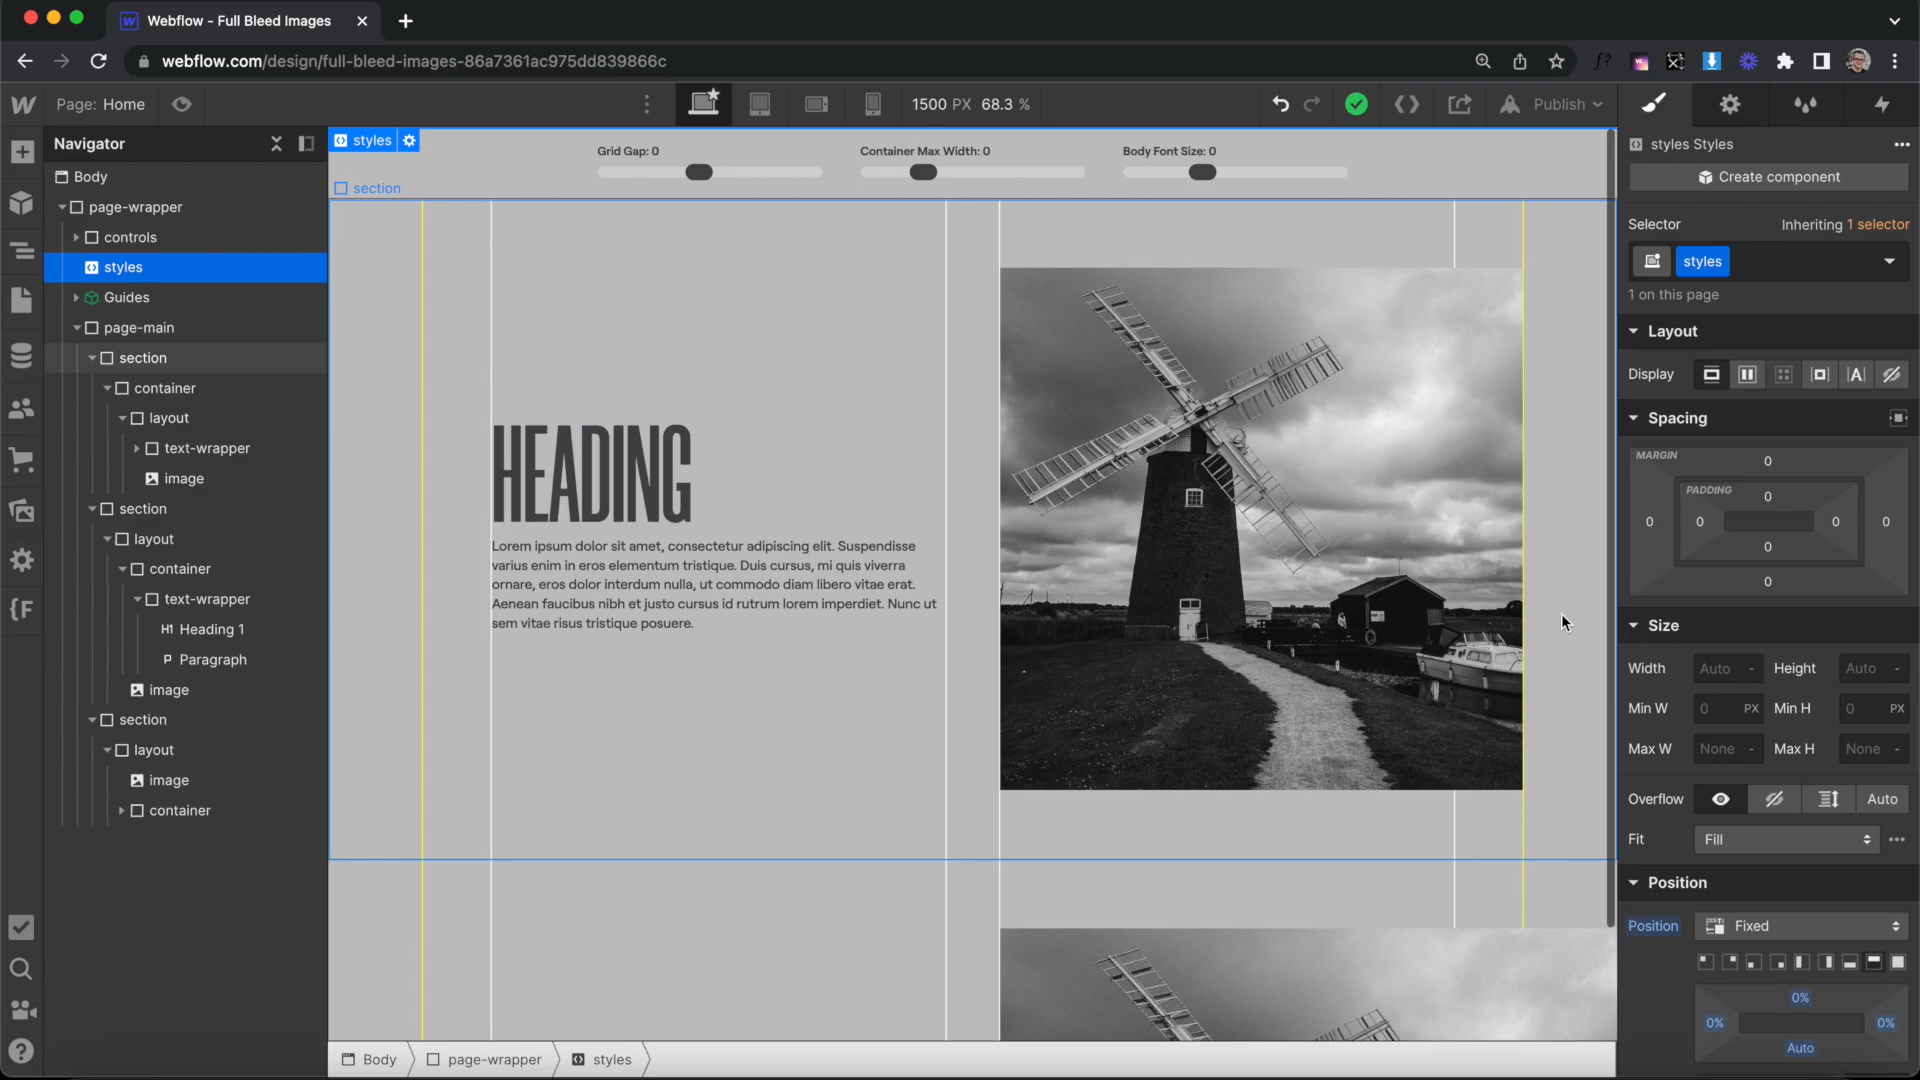 Webflow - Full Bleed Images
webflow.com/design/full-bleed-images-86a7361ac975dd839866c
f?
Page: Home
1500 PX 68.3 %
Publish
Navigator
Body
page-wrapper
controls
styles
Guides
page-main
section
container
layout
text-wrapper
image
section
layout
container
text-wrapper
H1 Heading 1
P Paragraph
image
section
layout
image
container
styles
section
Grid Gap: 0
Container Max Width: 0
Body Font Size: 0
HEADING
Lorem ipsum dolor sit amet, consectetur adipiscing elit. Suspendisse
varius enim in eros elementum tristique. Duis cursus, mi quis viverra
ornare, eros dolor interdum nulla, ut commodo diam libero vitae erat.
Aenean faucibus nibh et justo cursus id rutrum lorem imperdiet. Nunc ut
sem vitae risus tristique posuere.
Body
page-wrapper
styles
styles Styles
Create component
Selector
Inheriting 1 selector
styles
1 on this page
Layout
Display
Spacing
MARGIN
0
PADDING
0
0 0 0 0
0
0
Size
Width Auto - Height Auto -
Min W 0 PX Min H 0 PX
Max W None - Max H None -
Overflow Auto
Fit Fill
Position
Position Fixed
0%
0% 0%
Auto